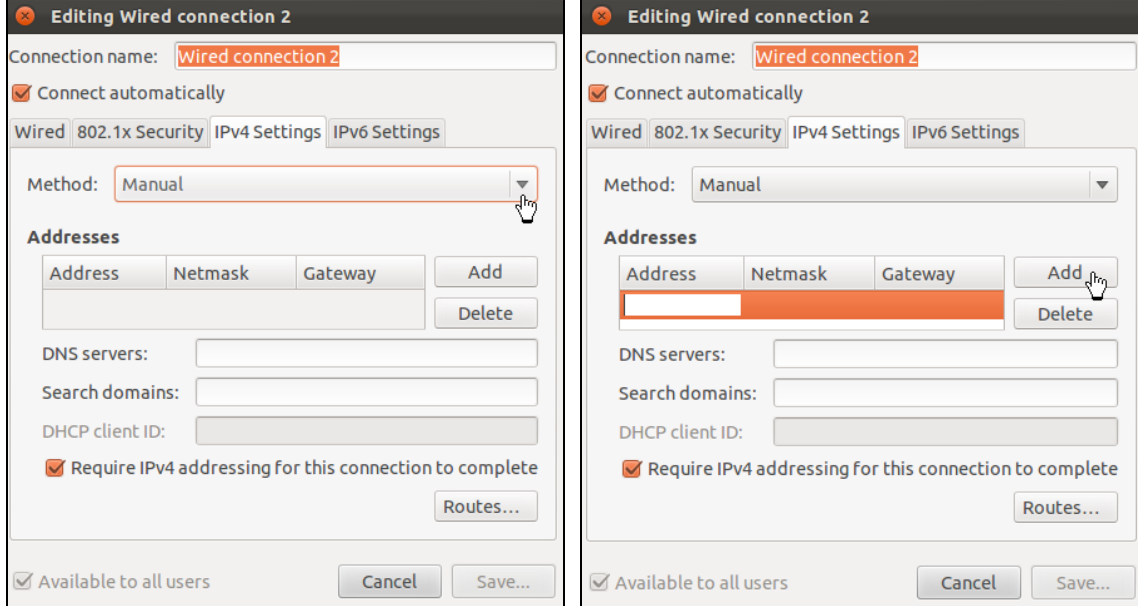 Editing Wired connection 2
Connection name: Wired connection 2
Connect automatically
Wired 802.1x Security IPv4 Settings IPv6 Settings
Method: Manual
Addresses
Address Netmask Gateway Add
Delete
DNS servers:
Search domains:
DHCP client ID:
Require IPv4 addressing for this connection to complete
Routes...
Available to all users Cancel Save...
Editing Wired connection 2
Connection name: Wired connection 2
Connect automatically
Wired 802.1x Security IPv4 Settings IPv6 Settings
Method: Manual
Addresses
Address Netmask Gateway Add
Delete
DNS servers:
Search domains:
DHCP client ID:
Require IPv4 addressing for this connection to complete
Routes...
Available to all users Cancel Save...